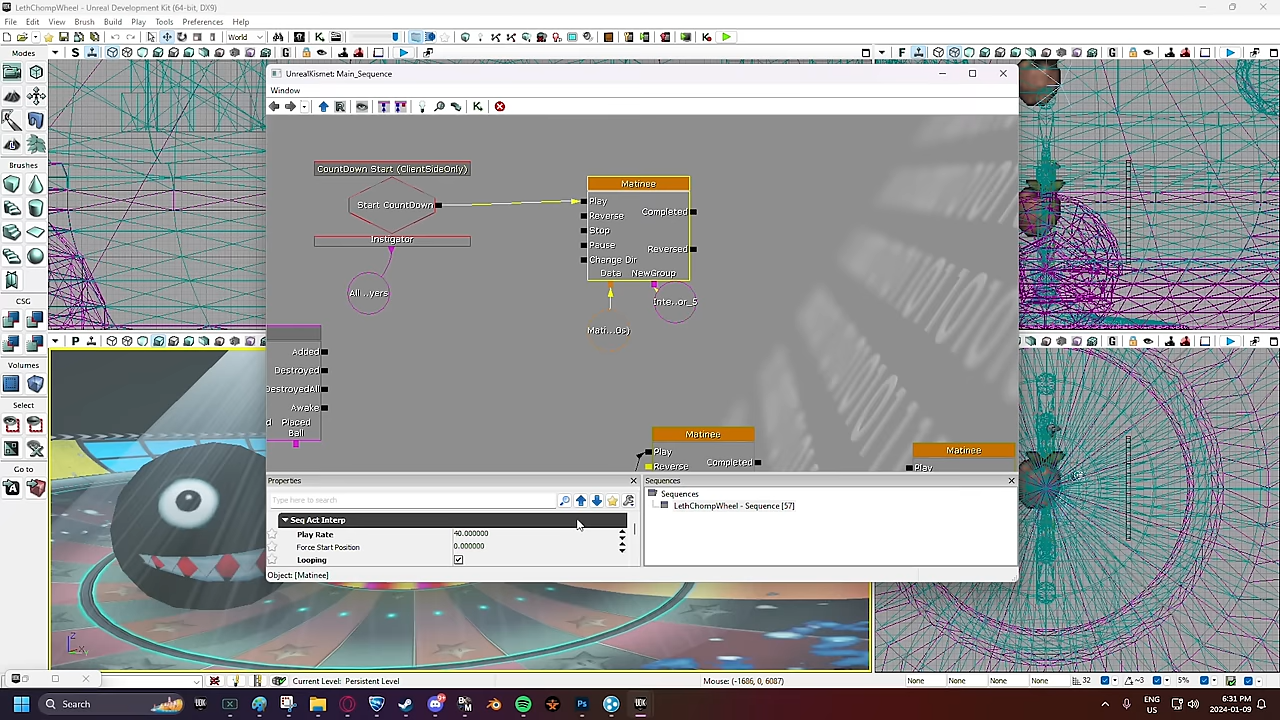 LethChompWheel - Unreal Development Kit (64-bit, DX9)
File Edit View Brush Build Play Tools Preferences Help
World
Modes
S
G
F
G
UnrealKismet: Main_Sequence
Window
CountDown Start (ClientSideOnly)
Start CountDown
Instigator
All ...vers
Matinee
Play
Reverse
Completed
Stop
Pause
Reversed
Change Dir
Data NewGroup
Inte...or_5
Mati...0s)
Added
Destroyed
DestroyedAll
Awake
d Placed
Ball
Matinee
Play
Completed
Reverse
Matinee
Play
Brushes
CSG
Volumes
Select
Go to
P
G
G
Properties
Type here to search
Seq Act Interp
Play Rate 40.000000
Force Start Position 0.000000
Looping
Object: [Matinee]
Sequences
Sequences
LethChompWheel - Sequence [57]
Current Level: Persistent Level
Mouse: (-1686, 0, 6087)
None None None None 32 3 5%
Search
ENG
US
6:31 PM
2024-01-09